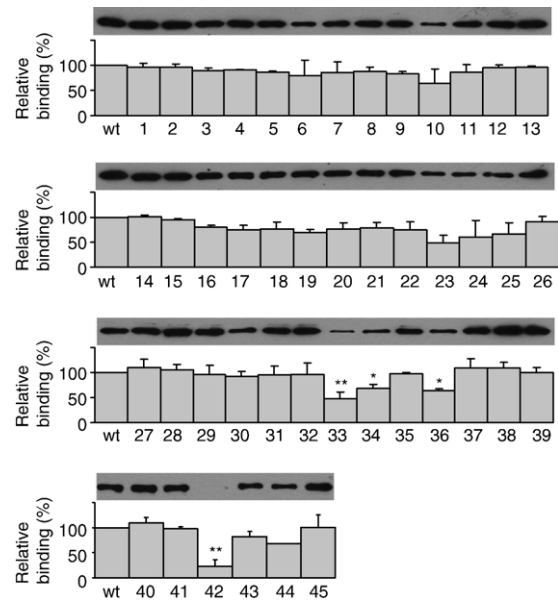 Relative binding (%)
100
50
0
wt 1 2 3 4 5 6 7 8 9 10 11 12 13
Relative binding (%)
100
50
0
wt 14 15 16 17 18 19 20 21 22 23 24 25 26
Relative binding (%)
100
50
0
** * *
wt 27 28 29 30 31 32 33 34 35 36 37 38 39
Relative binding (%)
100
50
0
**
wt 40 41 42 43 44 45